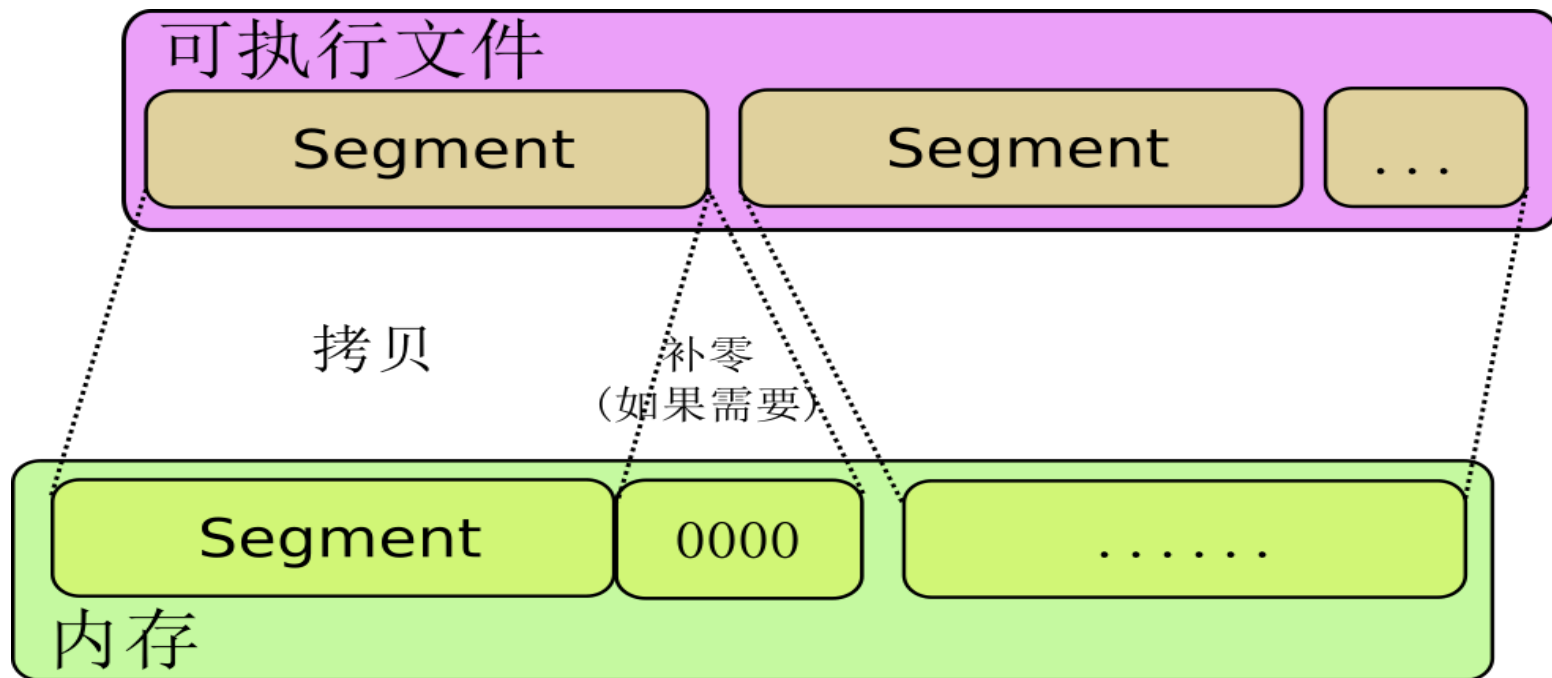 可执行文件
Segment
Segment
...
拷贝
补零
(如果需要)
Segment
0000
......
内存